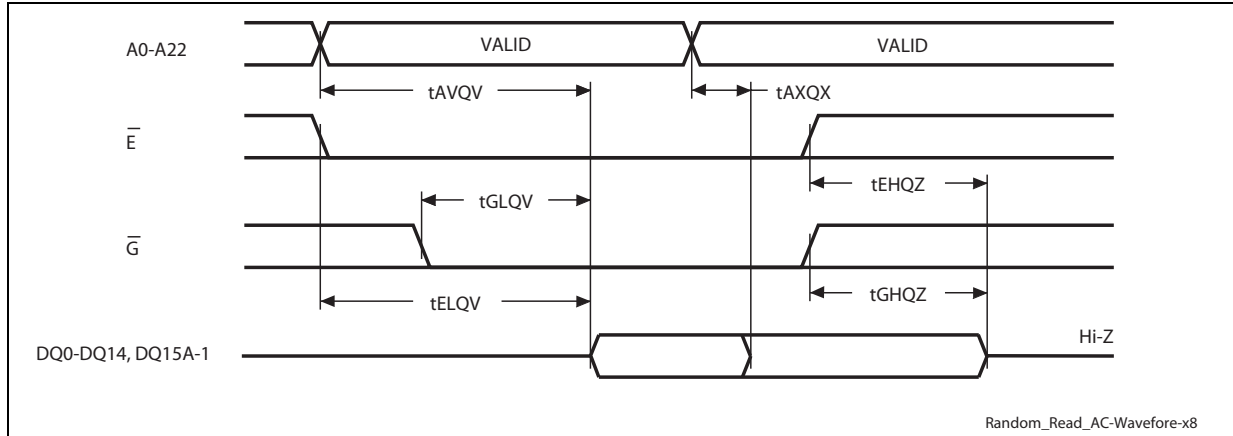 A0-A22
VALID
VALID
tAVQV
tAXQX
E̅
tEHQZ
tGLQV
G̅
tGHQZ
tELQV
Hi-Z
DQ0-DQ14, DQ15A-1
Random_Read_AC-Wavefore-x8